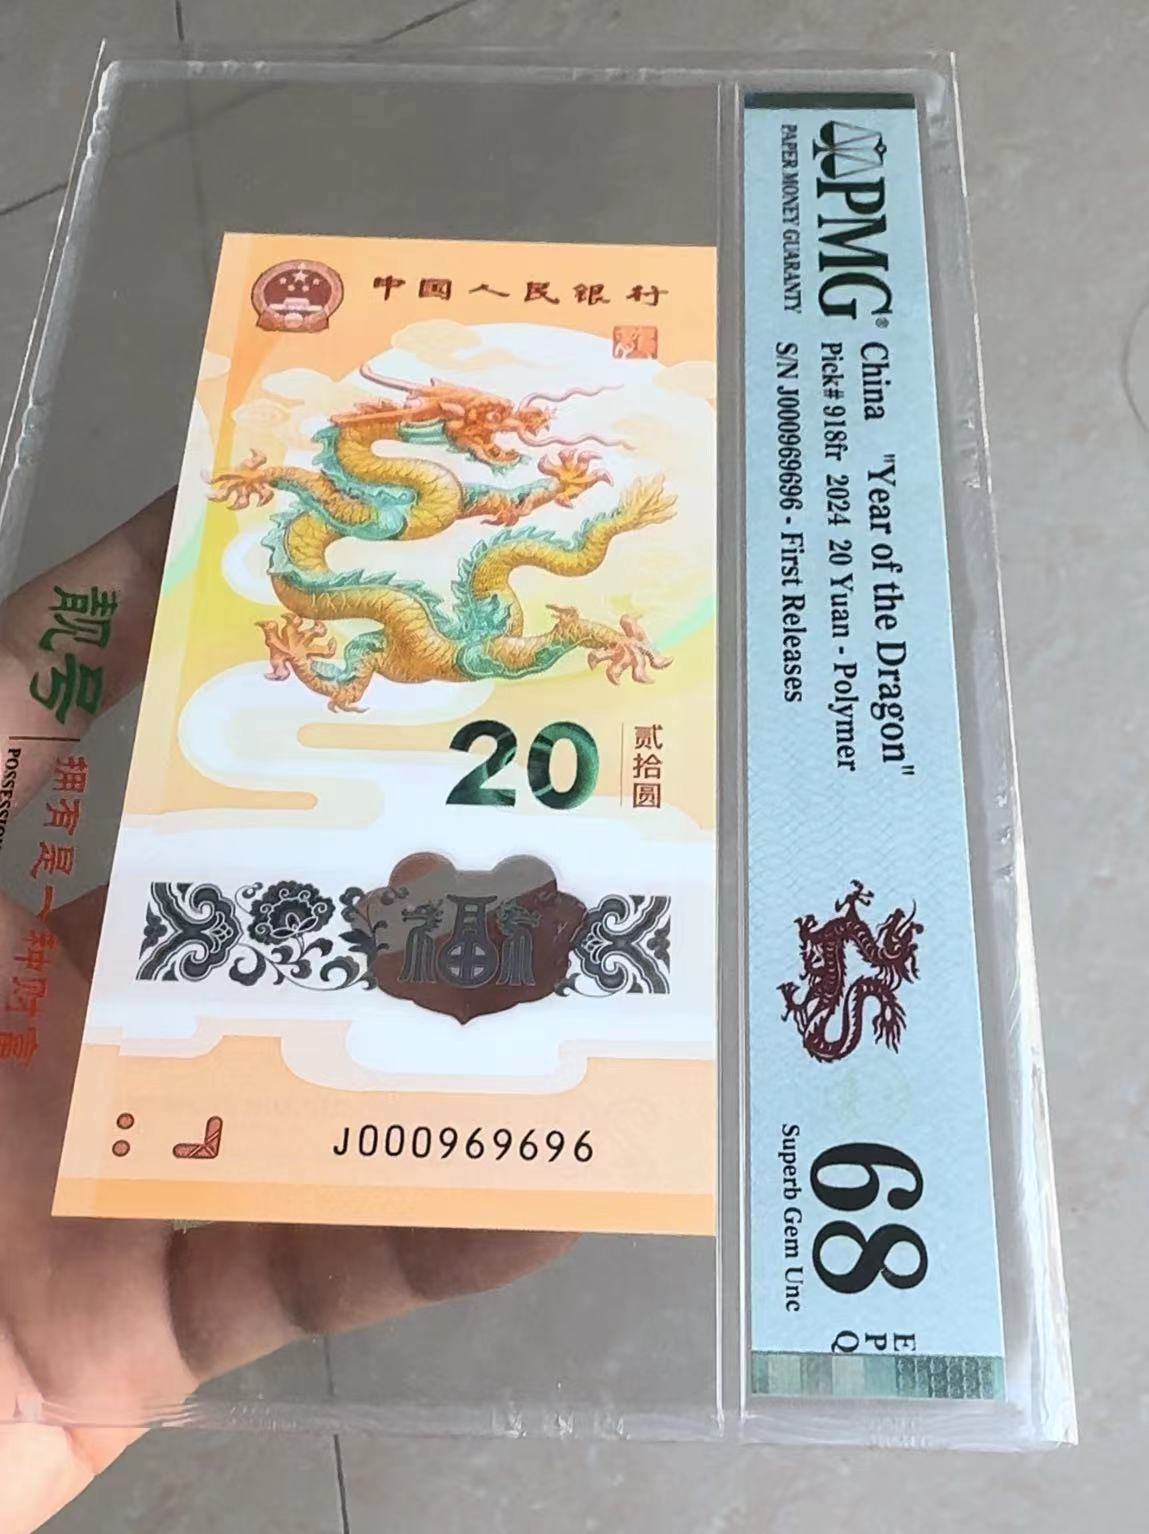 中国人民银行
20
贰拾圆
J000969696
PMG®
PAPER MONEY GUARANTY
China "Year of the Dragon"
Pick# 918fr 2024 20 Yuan - Polymer
S/N J000969696 - First Releases
68
EPQ
Superb Gem Unc
靓号
拥有是一种财富